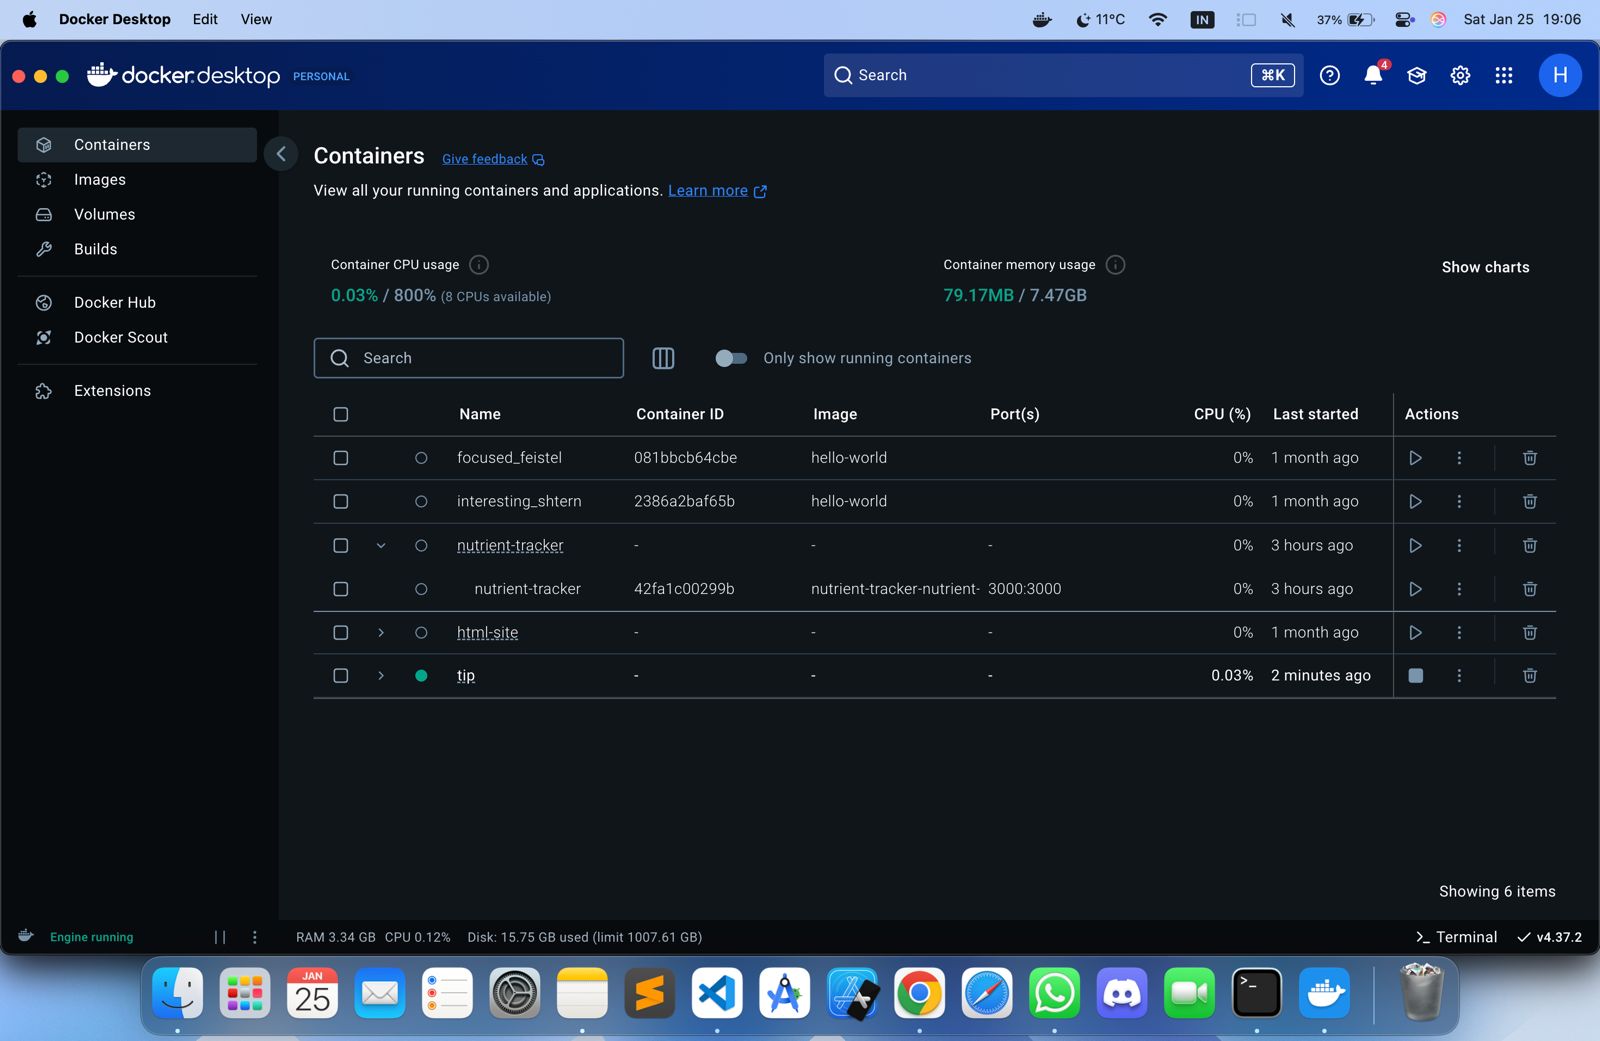 Docker Desktop Edit View 11°C IN 37% Sat Jan 25 19:06
docker.desktop PERSONAL Search ⌘K 4 H
Containers
Images
Volumes
Builds
Docker Hub
Docker Scout
Extensions
Containers Give feedback
View all your running containers and applications. Learn more
Container CPU usage
0.03% / 800% (8 CPUs available)
Container memory usage
79.17MB / 7.47GB
Show charts
Search Only show running containers
Name Container ID Image Port(s) CPU (%) Last started Actions
focused_feistel 081bbcb64cbe hello-world 0% 1 month ago
interesting_shtern 2386a2baf65b hello-world 0% 1 month ago
nutrient-tracker - - - 0% 3 hours ago
nutrient-tracker 42fa1c00299b nutrient-tracker-nutrient- 3000:3000 0% 3 hours ago
html-site - - - 0% 1 month ago
tip - - - 0.03% 2 minutes ago
Showing 6 items
Engine running RAM 3.34 GB CPU 0.12% Disk: 15.75 GB used (limit 1007.61 GB) >_ Terminal v4.37.2
JAN
25